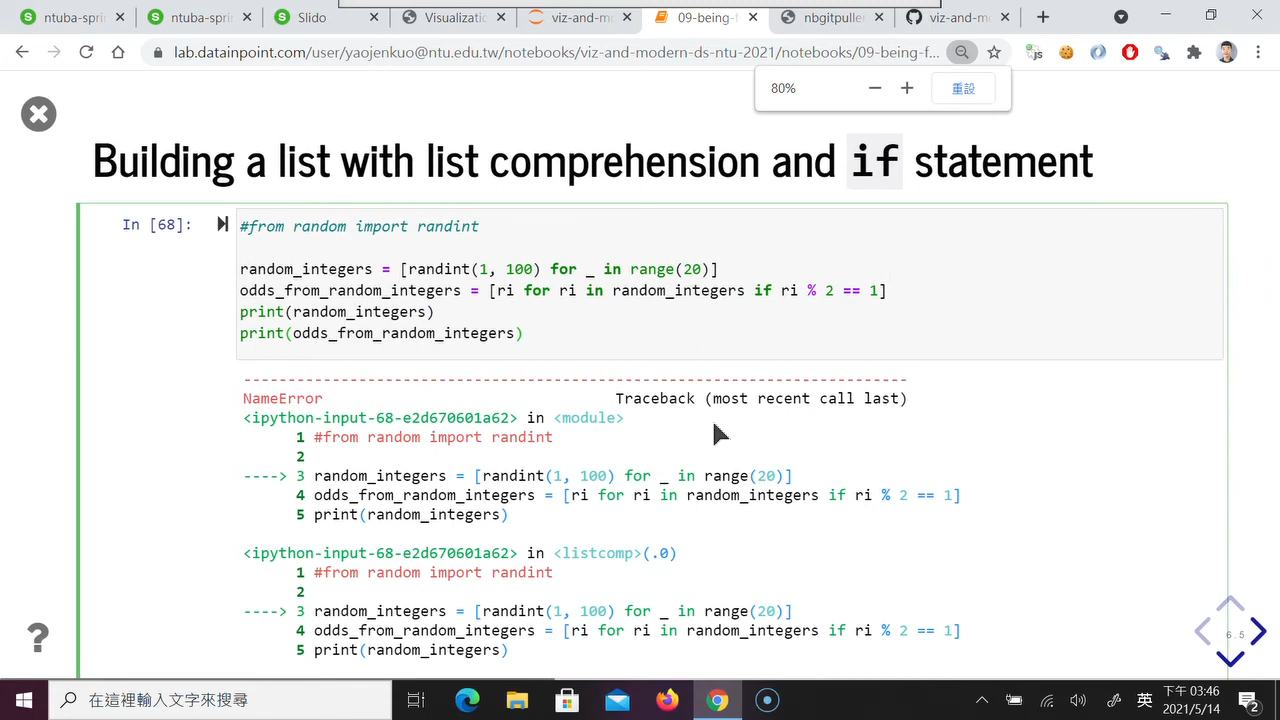 ntuba-spri
ntuba-spri
Slido
Visualizatio
viz-and-mo
09-being-f
nbgitpulle
viz-and-mo
lab.datainpoint.com/user/yaojenkuo@ntu.edu.tw/notebooks/viz-and-modern-ds-ntu-2021/notebooks/09-being-f...
80%
重設
Building a list with list comprehension and if statement
In [68]:
#from random import randint
random_integers = [randint(1, 100) for _ in range(20)]
odds_from_random_integers = [ri for ri in random_integers if ri % 2 == 1]
print(random_integers)
print(odds_from_random_integers)
---------------------------------------------------------------------------
NameError Traceback (most recent call last)
<ipython-input-68-e2d670601a62> in <module>
1 #from random import randint
2
----> 3 random_integers = [randint(1, 100) for _ in range(20)]
4 odds_from_random_integers = [ri for ri in random_integers if ri % 2 == 1]
5 print(random_integers)
<ipython-input-68-e2d670601a62> in <listcomp>(.0)
1 #from random import randint
2
----> 3 random_integers = [randint(1, 100) for _ in range(20)]
4 odds_from_random_integers = [ri for ri in random_integers if ri % 2 == 1]
5 print(random_integers)
6.5
在這裡輸入文字來搜尋
英
下午 03:46
2021/5/14
2